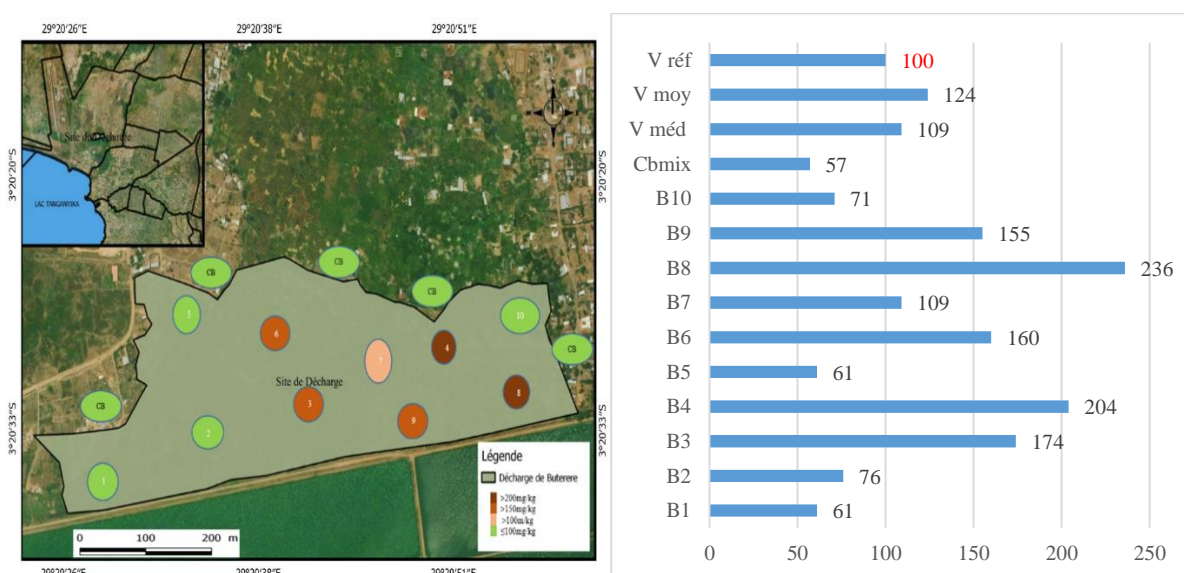 29°20'26"E 29°20'38"E 29°20'51"E
3°20'20"S
3°20'20"S
3°20'33"S
3°20'33"S
LAC TANGANYIKA
CB
CB
CB
CB
CB
5
6
7
4
10
Site de Décharge
3
8
9
2
1
Légende
Décharge de Buterere
>200mg/kg
>150mg/kg
>100m/kg
≤100mg/kg
0 100 200 m
V réf 100
V moy 124
V méd 109
Cbmix 57
B10 71
B9 155
B8 236
B7 109
B6 160
B5 61
B4 204
B3 174
B2 76
B1 61
0 50 100 150 200 250